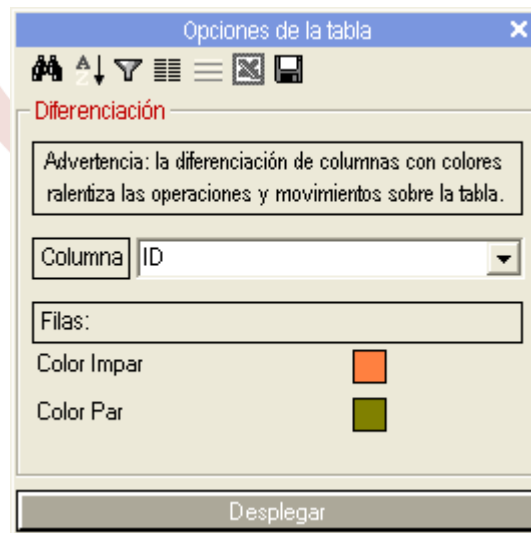 Opciones de la tabla
Diferenciación
Advertencia: la diferenciación de columnas con colores
ralentiza las operaciones y movimientos sobre la tabla.
Columna ID
Filas:
Color Impar
Color Par
Desplegar